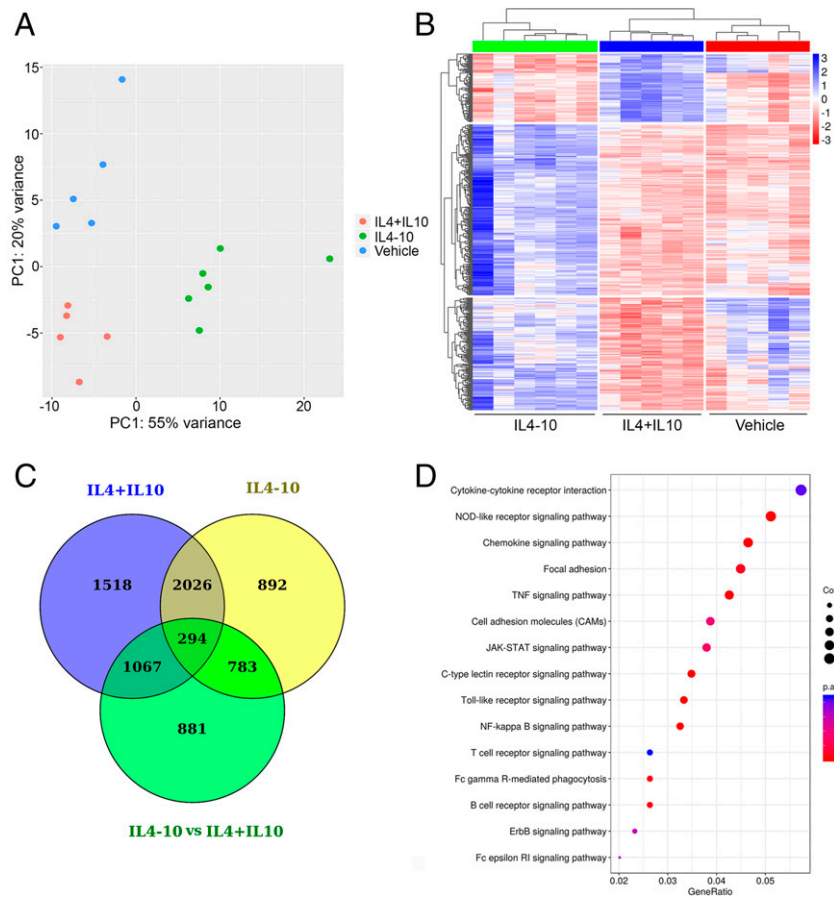 A
15
10
5
0
-5
-10
0
10
20
PC1: 20% variance
PC1: 55% variance
IL4+IL10
IL4-10
Vehicle
B
3
2
1
0
-1
-2
-3
IL4-10
IL4+IL10
Vehicle
C
IL4+IL10
IL4-10
1518
2026
892
294
1067
783
881
IL4-10 vs IL4+IL10
D
Cytokine-cytokine receptor interaction
NOD-like receptor signaling pathway
Chemokine signaling pathway
Focal adhesion
TNF signaling pathway
Cell adhesion molecules (CAMs)
JAK-STAT signaling pathway
C-type lectin receptor signaling pathway
Toll-like receptor signaling pathway
NF-kappa B signaling pathway
T cell receptor signaling pathway
Fc gamma R-mediated phagocytosis
B cell receptor signaling pathway
ErbB signaling pathway
Fc epsilon RI signaling pathway
0.02
0.03
0.04
0.05
GeneRatio
Co
p.a